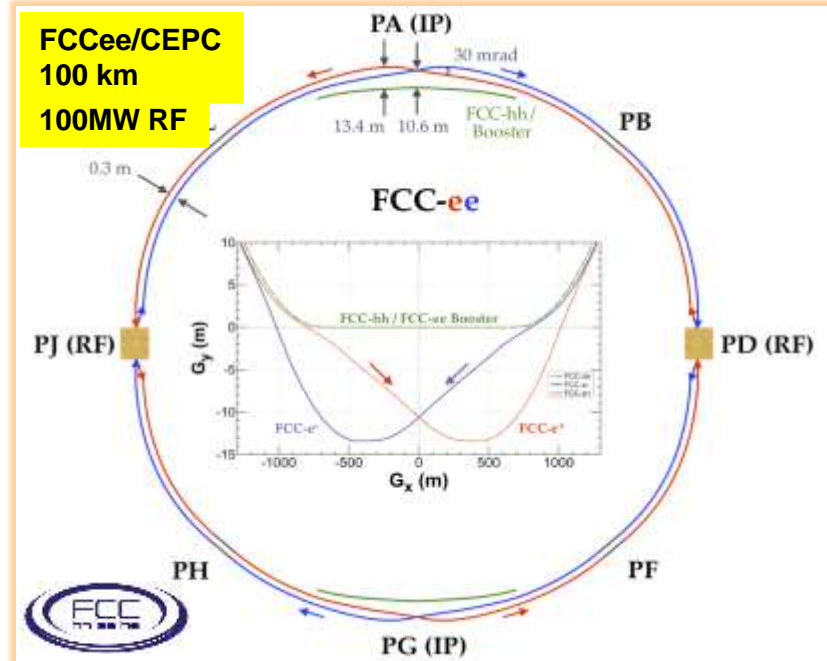 FCCee/CEPC
100 km
100MW RF
PA (IP)
30 mrad
13.4 m
10.6 m
FCC-hh /
Booster
PB
0.3 m
FCC-ee
10
5
0
-5
-10
-15
G_y (m)
FCC-hh / FCC-ee Booster
FCC-e-
FCC-e+
-1000
-500
0
500
1000
G_x (m)
PJ (RF)
PD (RF)
PH
PF
PG (IP)
FCC